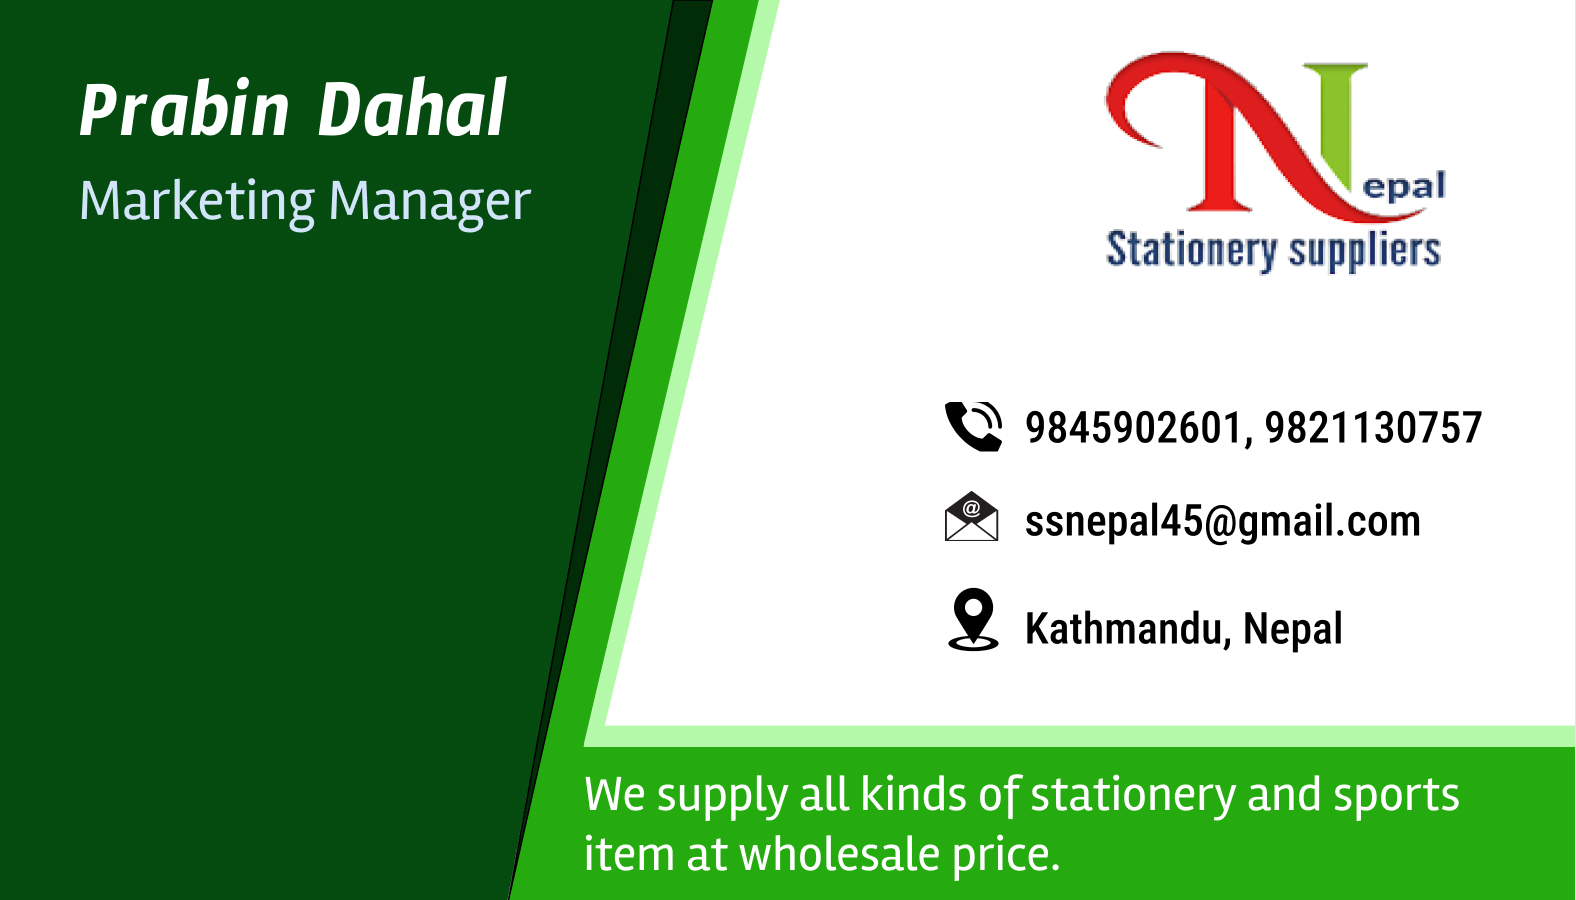 Prabin Dahal
Marketing Manager
Nepal
Stationery suppliers
9845902601, 9821130757
@
ssnepal45@gmail.com
Kathmandu, Nepal
We supply all kinds of stationery and sports
item at wholesale price.